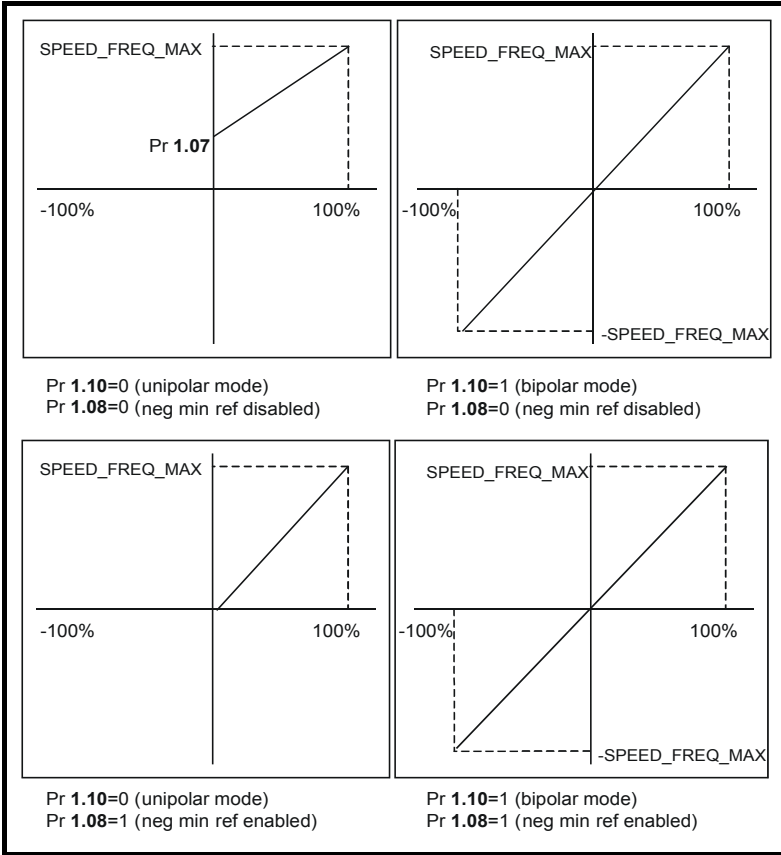 SPEED_FREQ_MAX
Pr 1.07
-100%
100%
SPEED_FREQ_MAX
-100%
100%
-SPEED_FREQ_MAX
Pr 1.10=0 (unipolar mode)
Pr 1.08=0 (neg min ref disabled)
Pr 1.10=1 (bipolar mode)
Pr 1.08=0 (neg min ref disabled)
SPEED_FREQ_MAX
-100%
100%
SPEED_FREQ_MAX
-100%
100%
-SPEED_FREQ_MAX
Pr 1.10=0 (unipolar mode)
Pr 1.08=1 (neg min ref enabled)
Pr 1.10=1 (bipolar mode)
Pr 1.08=1 (neg min ref enabled)